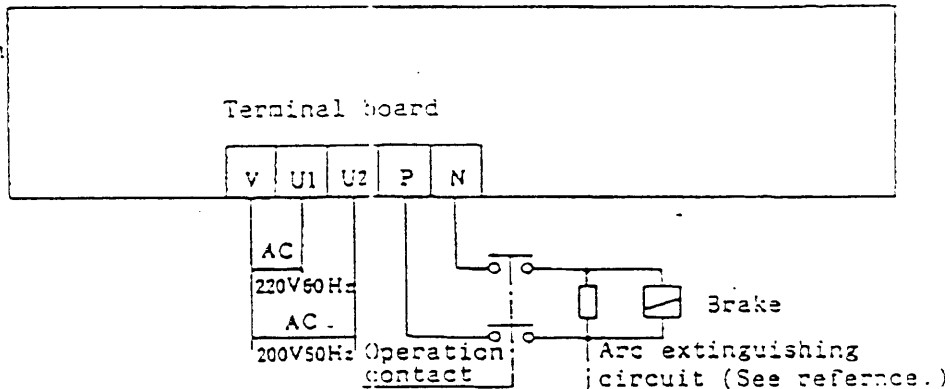 Terminal board
V U1 U2 P N
AC
220V60Hz
AC
200V50Hz
Operation
contact
Brake
Arc extinguishing
circuit (See refernce.)